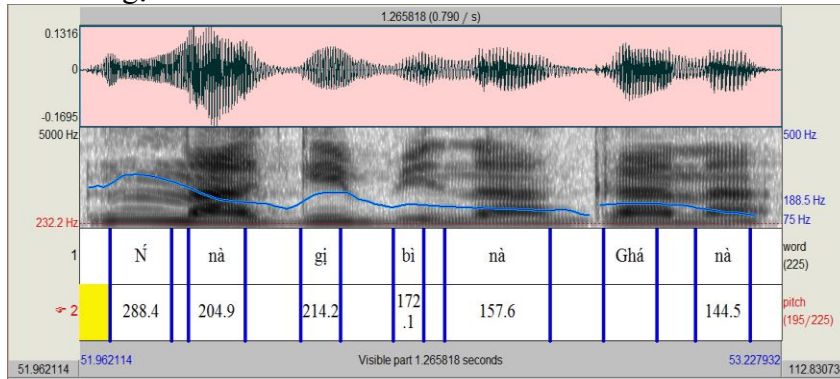 1.265818 (0.790 / s)
0.1316
0
-0.1695
5000 Hz
500 Hz
188.5 Hz
232.2 Hz
75 Hz
1 Ń nà gị bì nà Ghá nà word (225)
☞ 2 288.4 204.9 214.2 172.1 157.6 144.5 pitch (195/225)
51.962114 51.962114 Visible part 1.265818 seconds 53.227932 112.83073